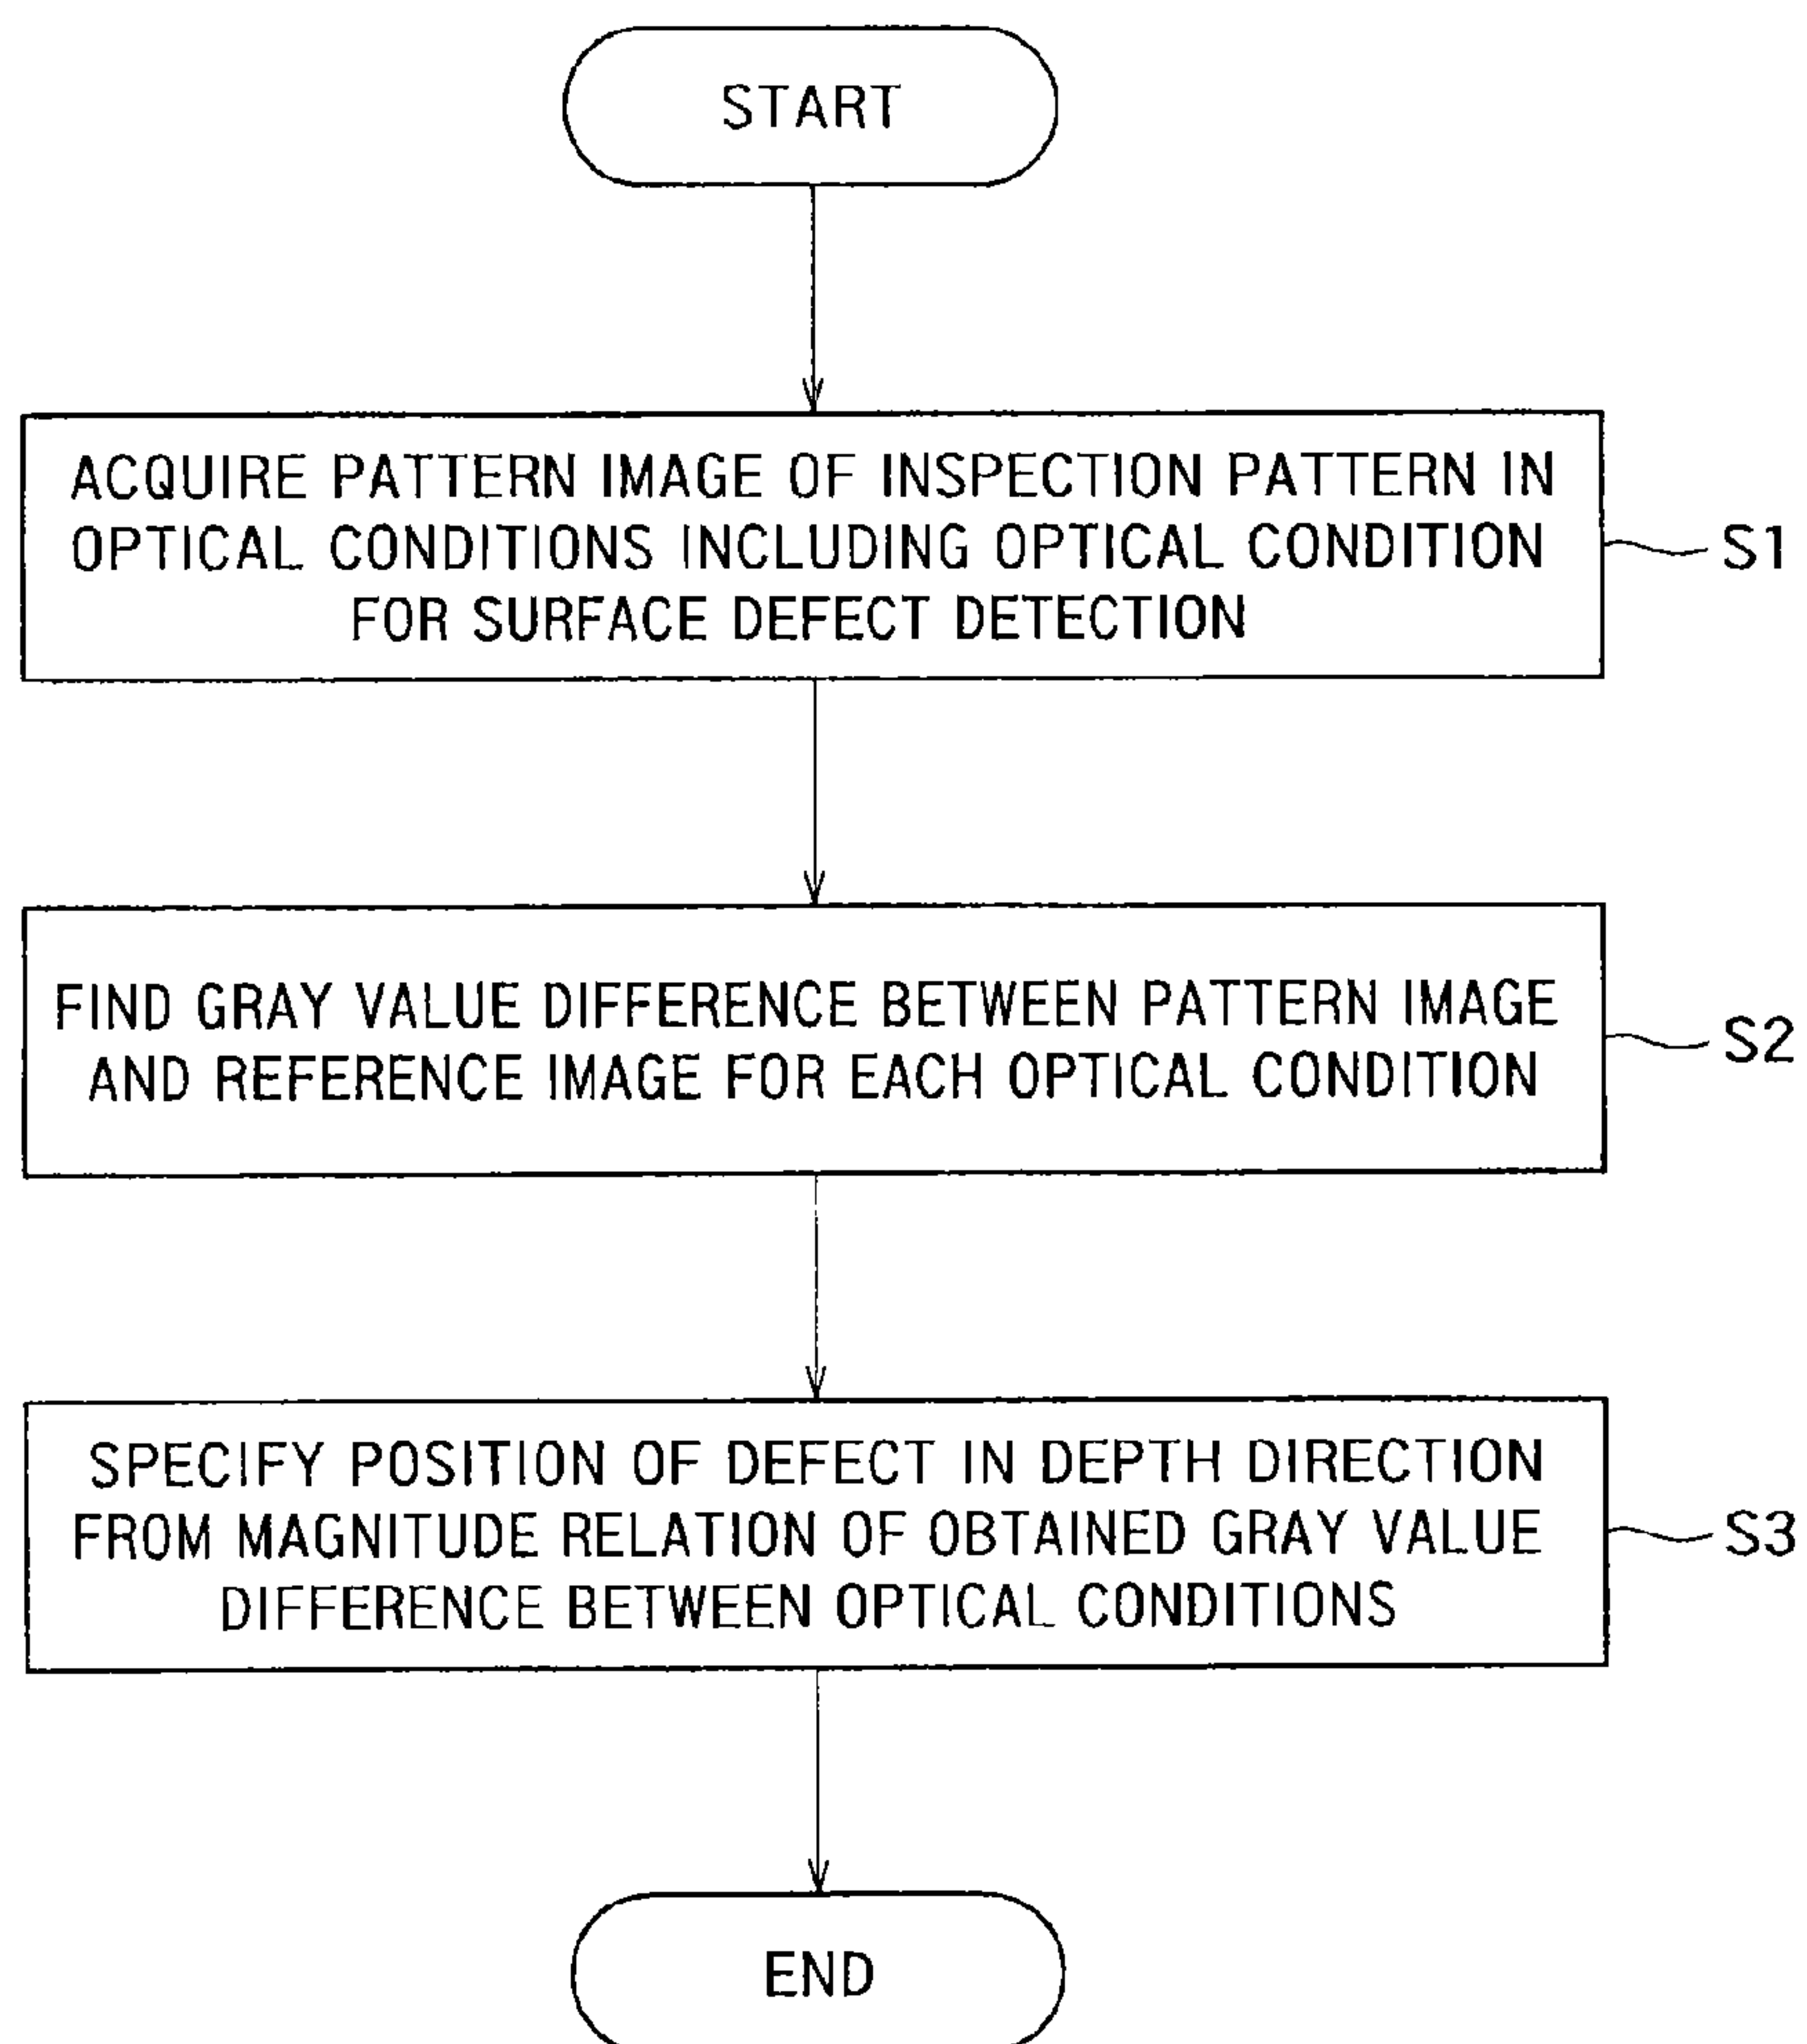 START
ACQUIRE PATTERN IMAGE OF INSPECTION PATTERN IN
OPTICAL CONDITIONS INCLUDING OPTICAL CONDITION
FOR SURFACE DEFECT DETECTION
S1
FIND GRAY VALUE DIFFERENCE BETWEEN PATTERN IMAGE
AND REFERENCE IMAGE FOR EACH OPTICAL CONDITION
S2
SPECIFY POSITION OF DEFECT IN DEPTH DIRECTION
FROM MAGNITUDE RELATION OF OBTAINED GRAY VALUE
DIFFERENCE BETWEEN OPTICAL CONDITIONS
S3
END